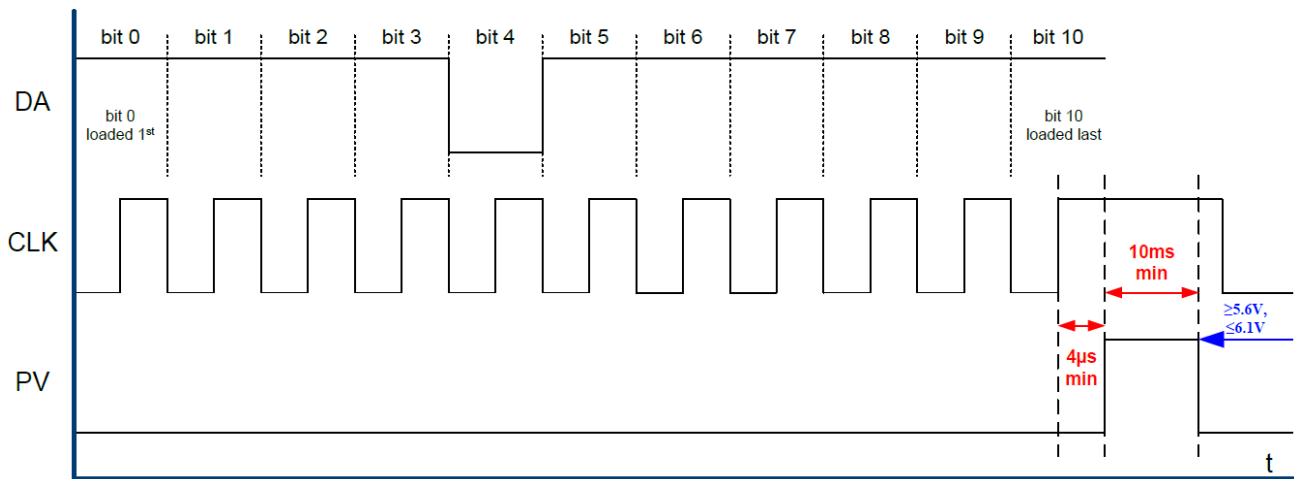 bit 0 bit 1 bit 2 bit 3 bit 4 bit 5 bit 6 bit 7 bit 8 bit 9 bit 10
DA
bit 0
loaded 1st
bit 10
loaded last
CLK
10ms
min
≥5.6V,
≤6.1V
4µs
min
PV
t